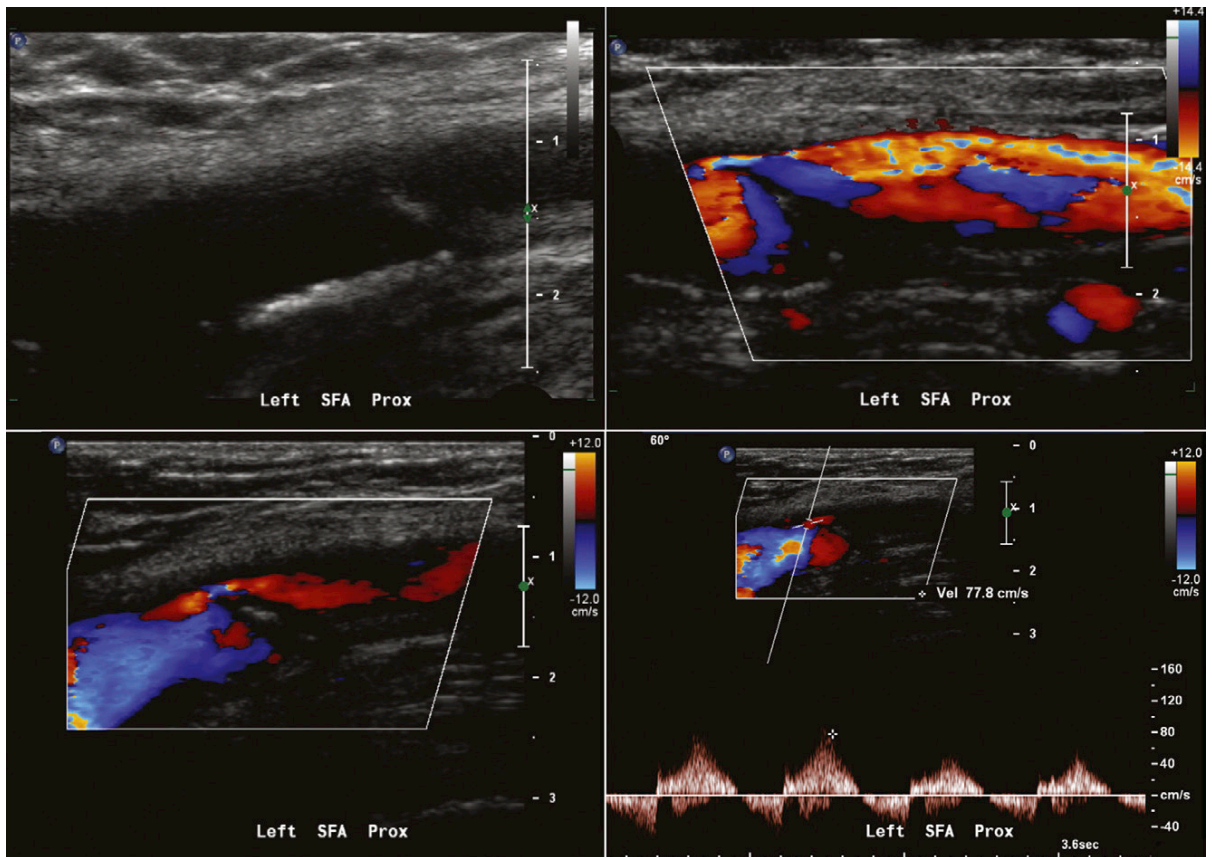 P
1
2
Left SFA Prox
+14.4
P
1
-14.4
cm/s
x
2
Left SFA Prox
P
0
+12.0
1
x
-12.0
cm/s
2
3
Left SFA Prox
60°
P
0
+12.0
x
1
2
-12.0
cm/s
Vel 77.8 cm/s
3
160
120
80
40
cm/s
-40
Left SFA Prox
3.6sec